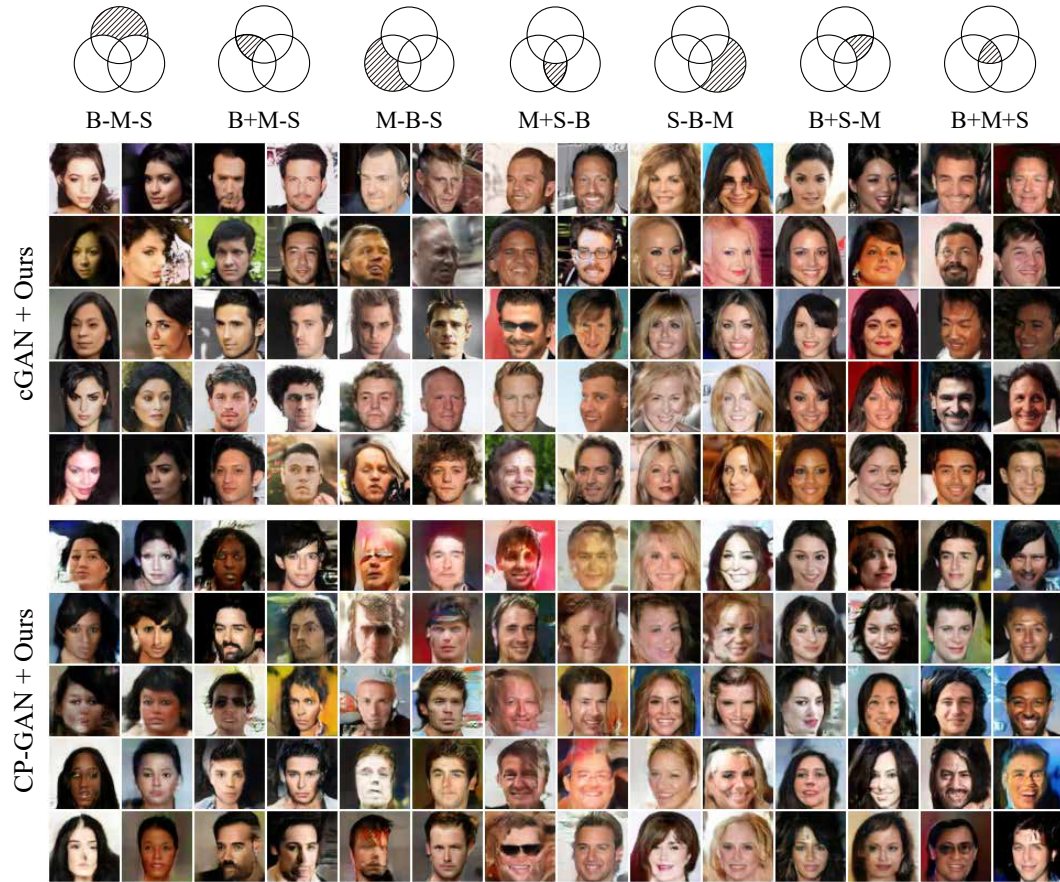 B-M-S B+M-S M-B-S M+S-B S-B-M B+S-M B+M+S
cGAN + Ours
CP-GAN + Ours